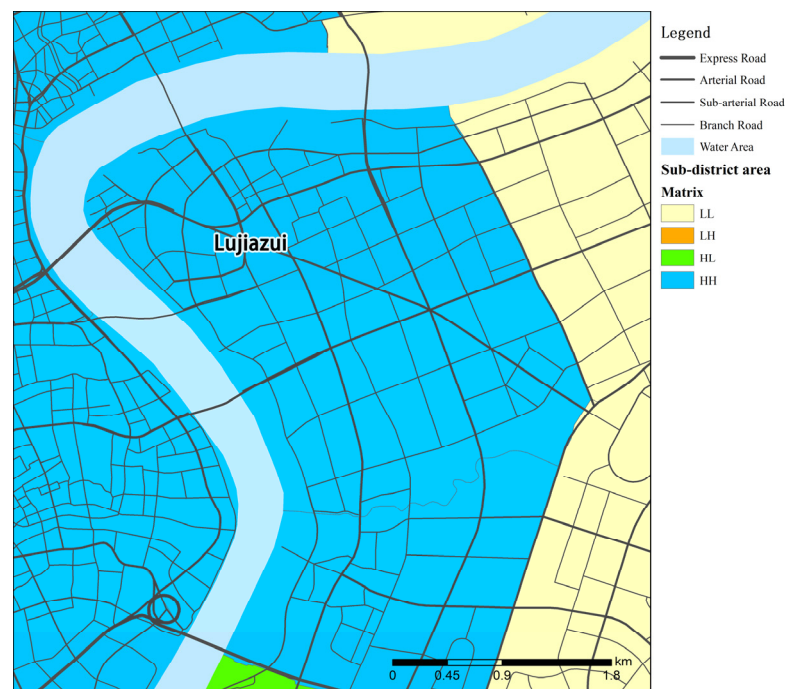 Legend
Express Road
Arterial Road
Sub-arterial Road
Branch Road
Water Area
Sub-district area
Matrix
LL
LH
HL
HH
Lujiazui
km
0 0.45 0.9 1.8